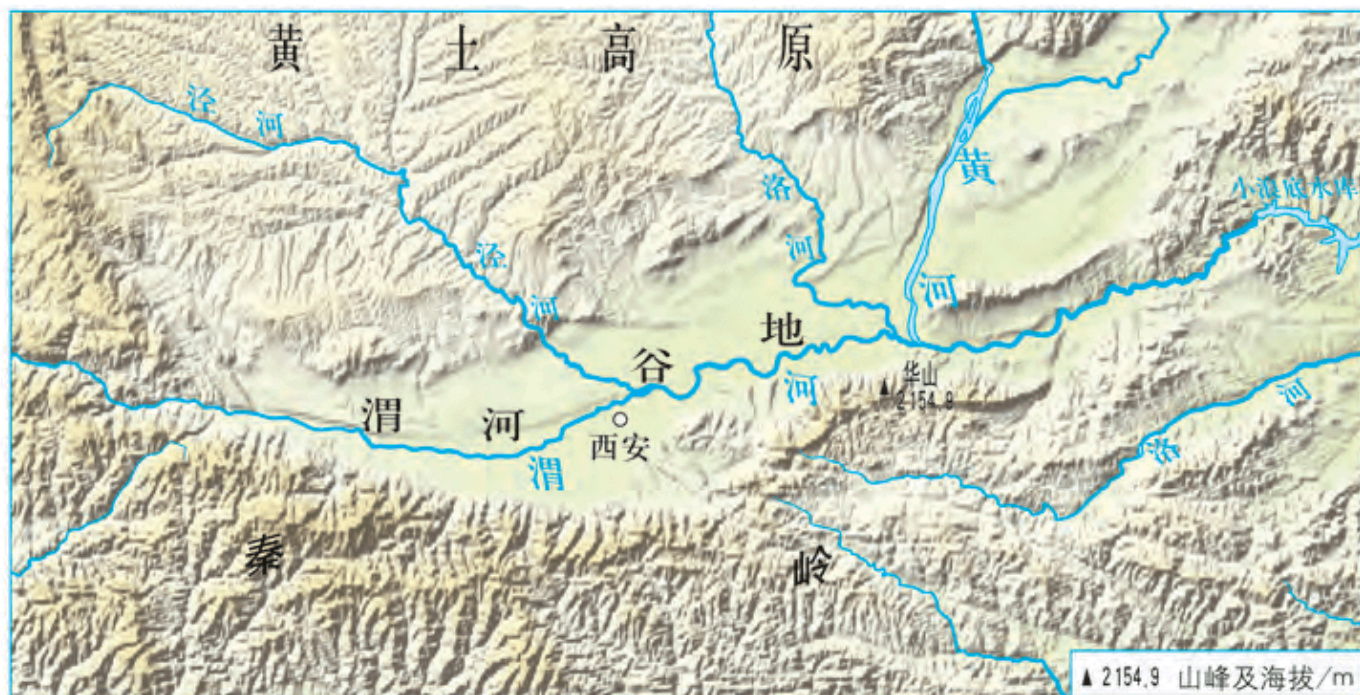 黄土高原
泾河
洛河
黄河
小浪底水库
泾河
渭河谷地
渭河
西安
华山
2154.9
洛河
秦岭
▲ 2154.9 山峰及海拔/m